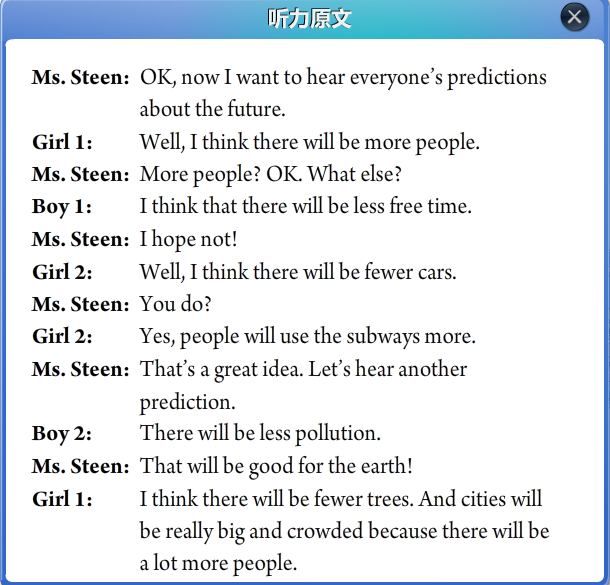 听力原文
Ms. Steen: OK, now I want to hear everyone's predictions
about the future.
Girl 1: Well, I think there will be more people.
Ms. Steen: More people? OK. What else?
Boy 1: I think that there will be less free time.
Ms. Steen: I hope not!
Girl 2: Well, I think there will be fewer cars.
Ms. Steen: You do?
Girl 2: Yes, people will use the subways more.
Ms. Steen: That's a great idea. Let's hear another
prediction.
Boy 2: There will be less pollution.
Ms. Steen: That will be good for the earth!
Girl 1: I think there will be fewer trees. And cities will
be really big and crowded because there will be
a lot more people.